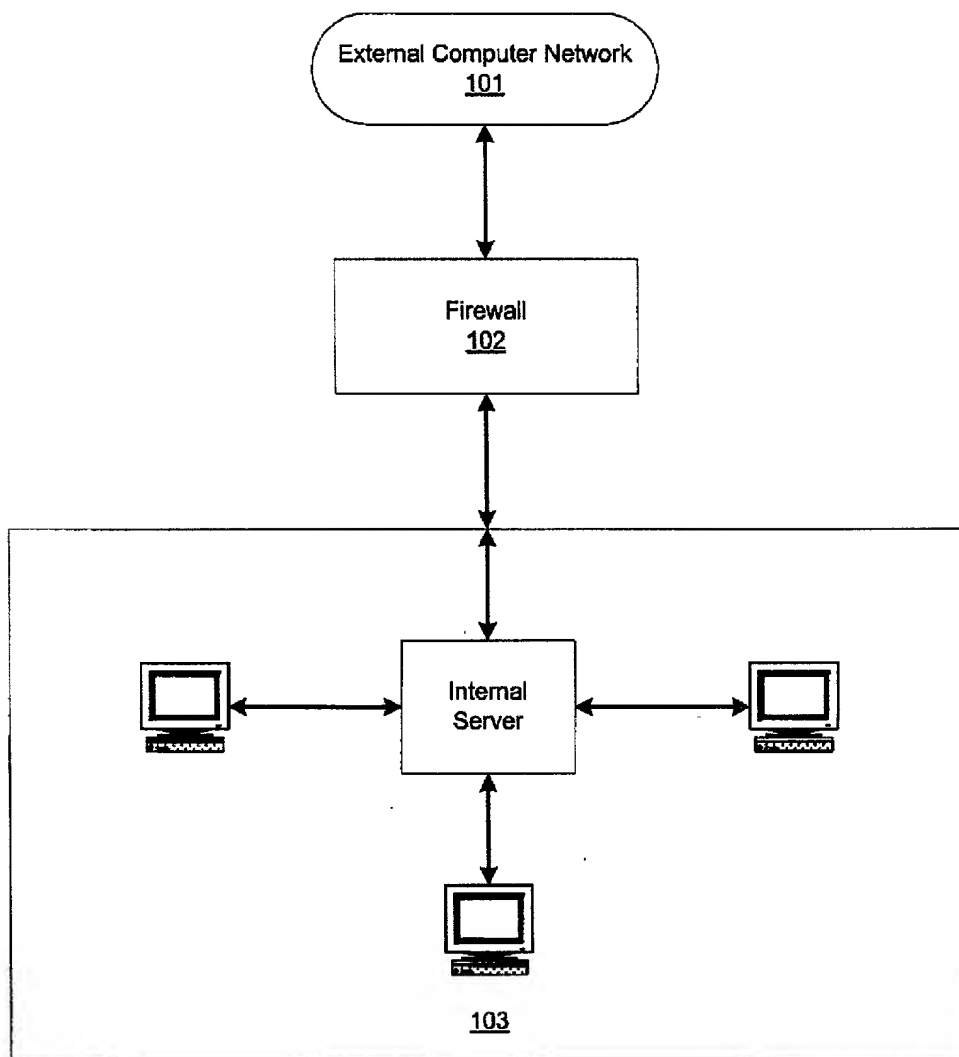 External Computer Network
101
Firewall
102
Internal
Server
103